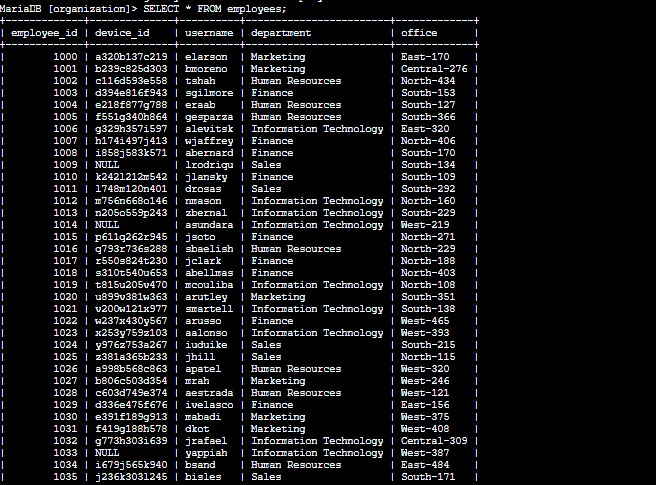 MariaDB [organization]> SELECT * FROM employees;
+-------------+--------------+----------+------------------------+-------------+
| employee_id | device_id | username | department | office |
+-------------+--------------+----------+------------------------+-------------+
| 1000 | a320b137c219 | elarson | Marketing | East-170 |
| 1001 | b239c825d303 | bmoreno | Marketing | Central-276 |
| 1002 | c116d593e558 | tshah | Human Resources | North-434 |
| 1003 | d394e816f943 | sgilmore | Finance | South-153 |
| 1004 | e218f877g788 | eraab | Human Resources | South-127 |
| 1005 | f551g340h864 | gesparza | Human Resources | South-366 |
| 1006 | g329h357i597 | alevitsk | Information Technology | East-320 |
| 1007 | h174i497j413 | wjaffrey | Finance | North-406 |
| 1008 | i858j583k571 | abernard | Finance | South-170 |
| 1009 | NULL | lrodriqu | Sales | South-134 |
| 1010 | k242l212m542 | jlansky | Finance | South-109 |
| 1011 | l748m120n401 | drosas | Sales | South-292 |
| 1012 | m756n668o146 | nmason | Information Technology | North-160 |
| 1013 | n205o559p243 | zbernal | Information Technology | South-229 |
| 1014 | NULL | asundara | Information Technology | West-219 |
| 1015 | p611q262r945 | jsoto | Finance | North-271 |
| 1016 | q793r736s288 | sbaelish | Human Resources | North-229 |
| 1017 | r550s824t230 | jclark | Finance | North-188 |
| 1018 | s310t540u653 | abellmas | Finance | North-403 |
| 1019 | t815u205v470 | mcouliba | Information Technology | North-108 |
| 1020 | u899v381w363 | arutley | Marketing | South-351 |
| 1021 | v200w121x977 | smartell | Information Technology | South-138 |
| 1022 | w237x430y567 | arusso | Finance | West-465 |
| 1023 | x253y759z103 | aalonso | Information Technology | West-393 |
| 1024 | y976z753a267 | iuduike | Sales | South-215 |
| 1025 | z381a365b233 | jhill | Sales | North-115 |
| 1026 | a998b568c863 | apatel | Human Resources | West-320 |
| 1027 | b806c503d354 | mrah | Marketing | West-246 |
| 1028 | c603d749e374 | aestrada | Human Resources | West-121 |
| 1029 | d336e475f676 | ivelasco | Finance | East-156 |
| 1030 | e391f189g913 | mabadi | Marketing | West-375 |
| 1031 | f419g188h578 | dkot | Marketing | West-408 |
| 1032 | g773h303i639 | jrafael | Information Technology | Central-309 |
| 1033 | NULL | yappiah | Information Technology | West-387 |
| 1034 | i679j565k940 | bsand | Human Resources | East-484 |
| 1035 | j236k303l245 | bisles | Sales | South-171 |